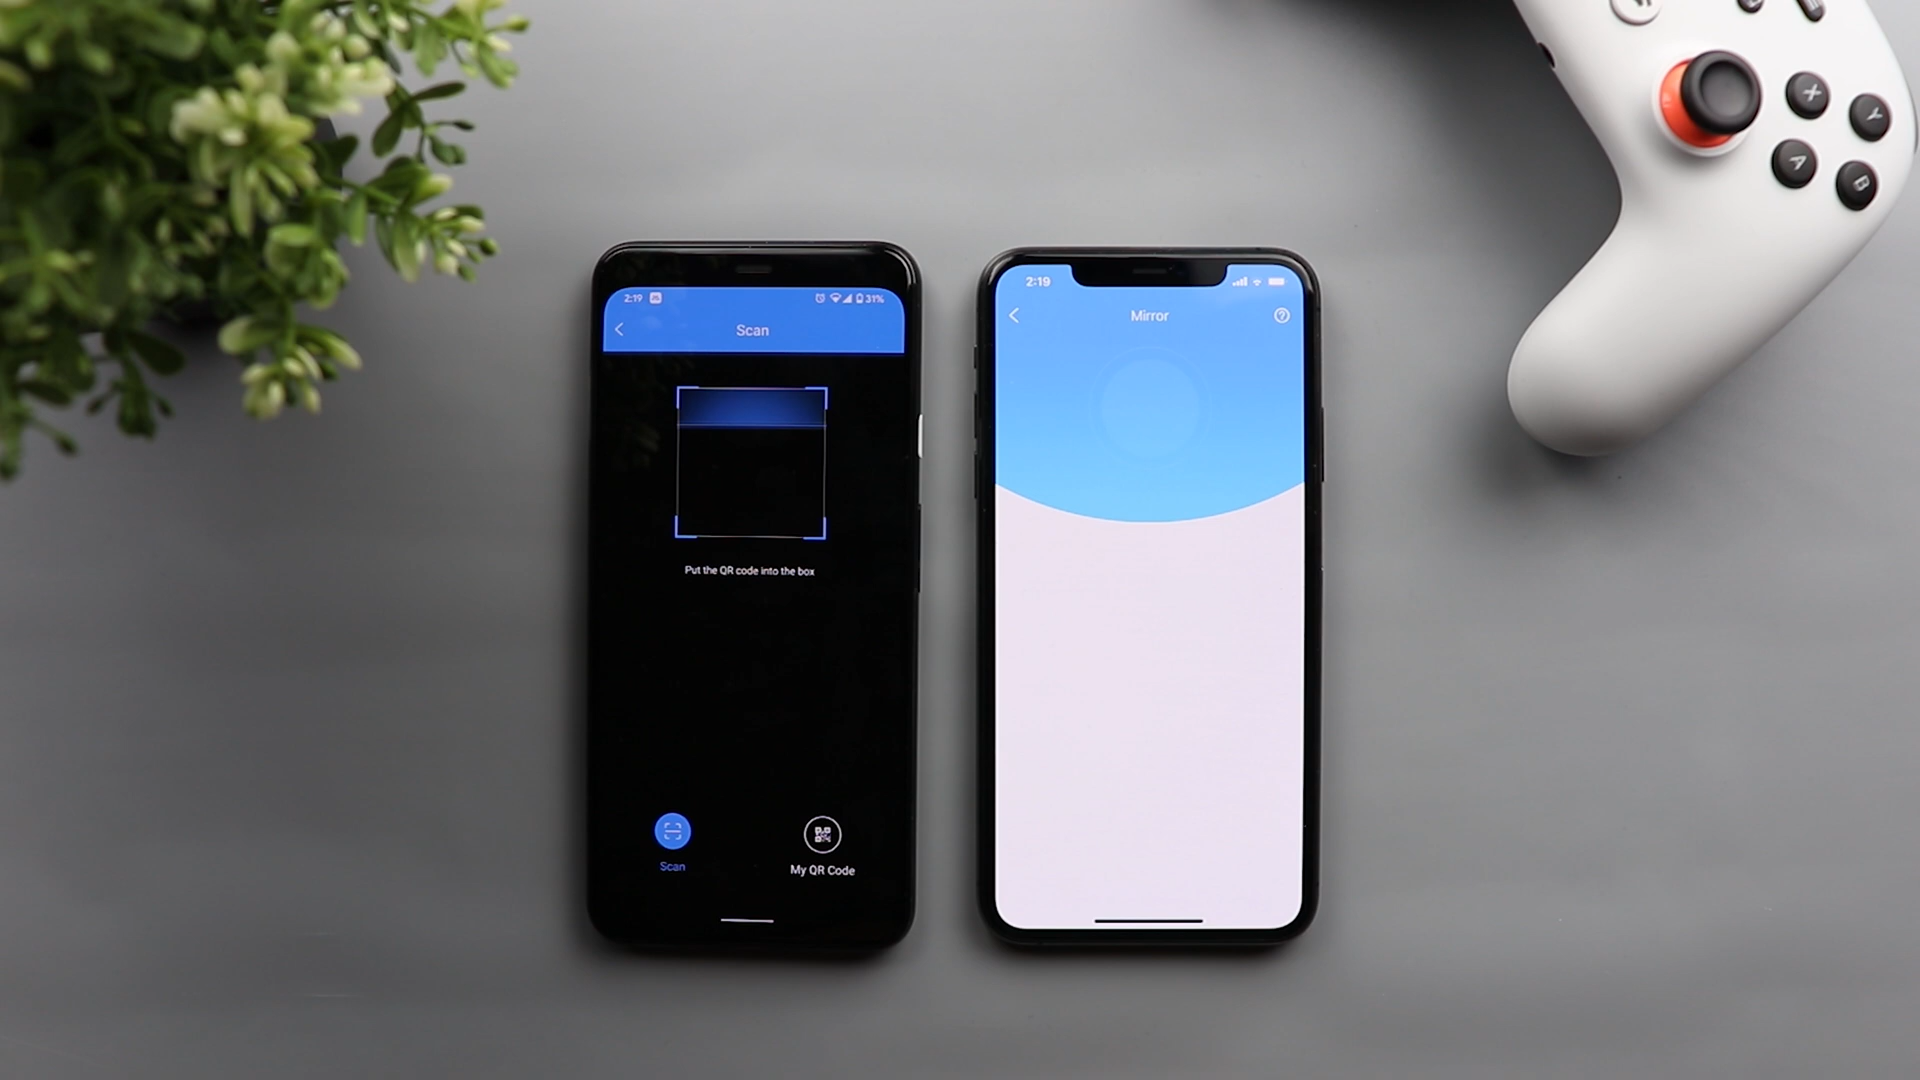 2:19
31%
Scan
Put the QR code into the box
Scan
My QR Code
2:19
Mirror
X
Y
A
B